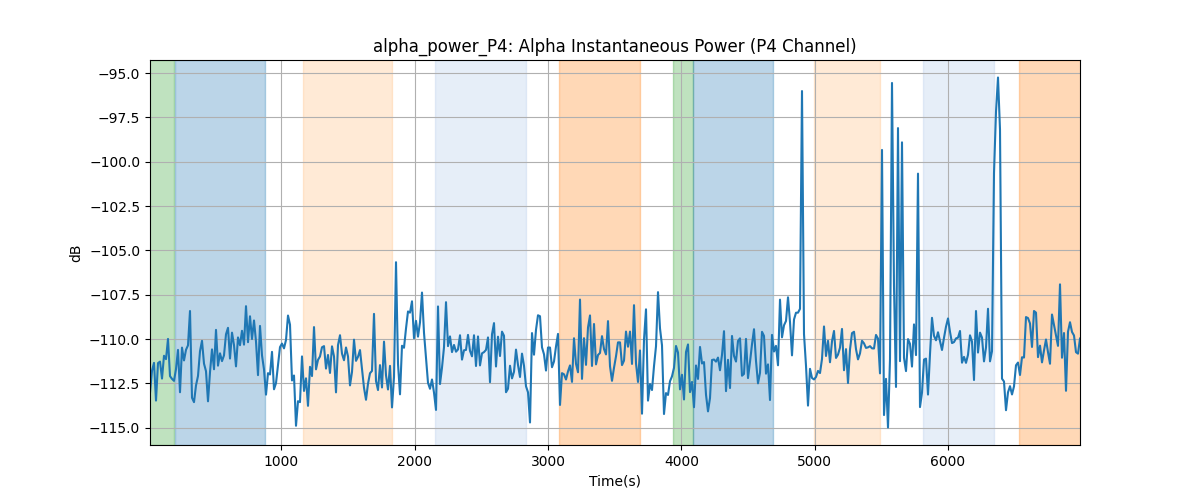 alpha_power_P4: Alpha Instantaneous Power (P4 Channel)
−95.0
−97.5
−100.0
−102.5
−105.0
−107.5
−110.0
−112.5
−115.0
dB
1000 2000 3000 4000 5000 6000
Time(s)